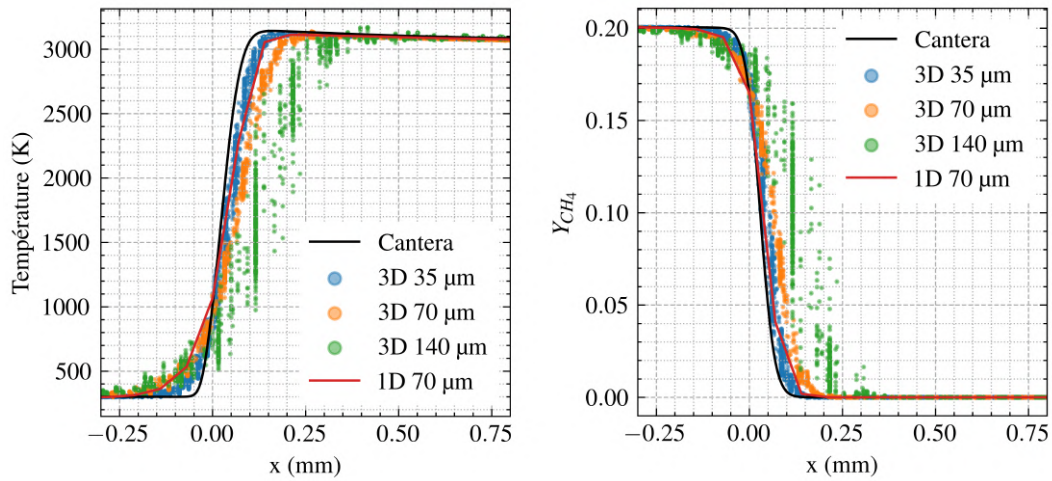 3000
2500
2000
1500
1000
500
Température (K)
−0.25
0.00
0.25
0.50
0.75
x (mm)
Cantera
3D 35 μm
3D 70 μm
3D 140 μm
1D 70 μm
0.20
0.15
0.10
0.05
0.00
Y_{CH_4}
−0.25
0.00
0.25
0.50
0.75
x (mm)
Cantera
3D 35 μm
3D 70 μm
3D 140 μm
1D 70 μm